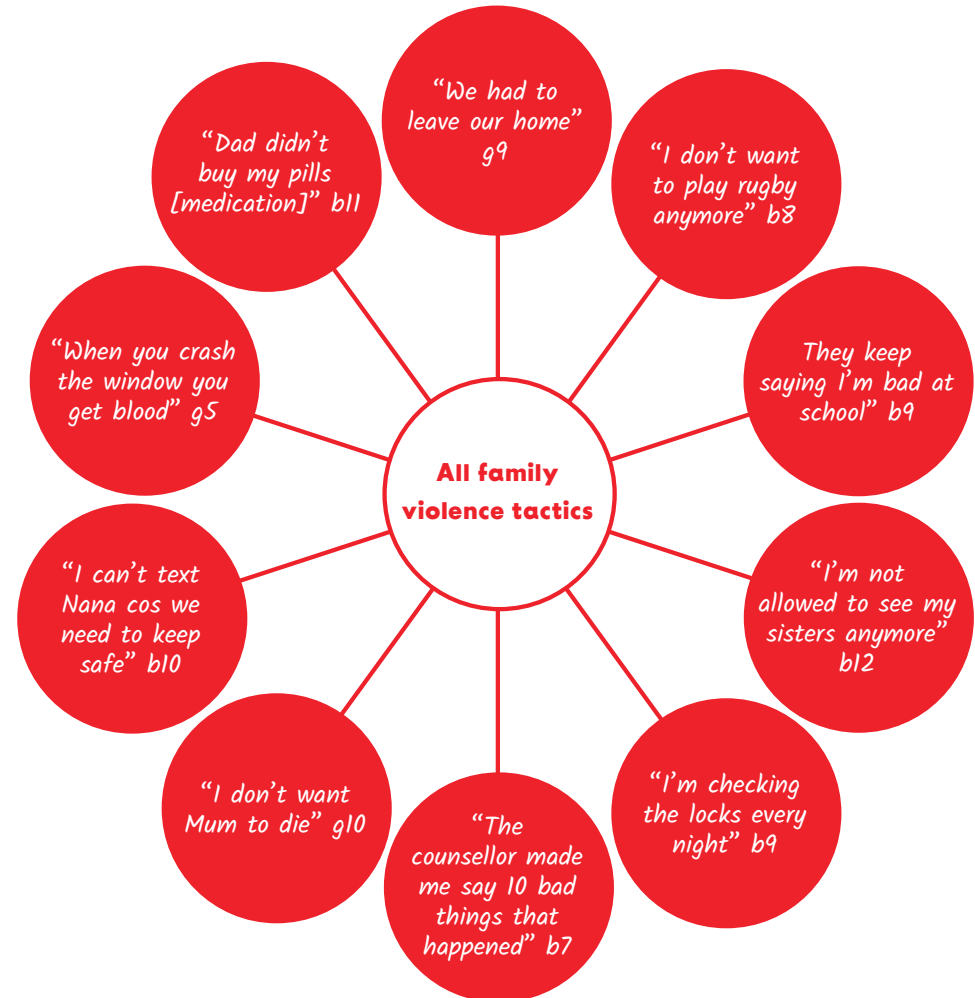 “We had to
leave our home”
g9
“I don’t want
to play rugby
anymore” b8
They keep
saying I’m bad at
school” b9
“I’m not
allowed to see my
sisters anymore”
b12
“I’m checking
the locks every
night” b9
“The
counsellor made
me say 10 bad
things that
happened” b7
“I don’t want
Mum to die” g10
“I can’t text
Nana cos we
need to keep
safe” b10
“When you crash
the window you
get blood” g5
“Dad didn’t
buy my pills
[medication]” b11
All family
violence tactics